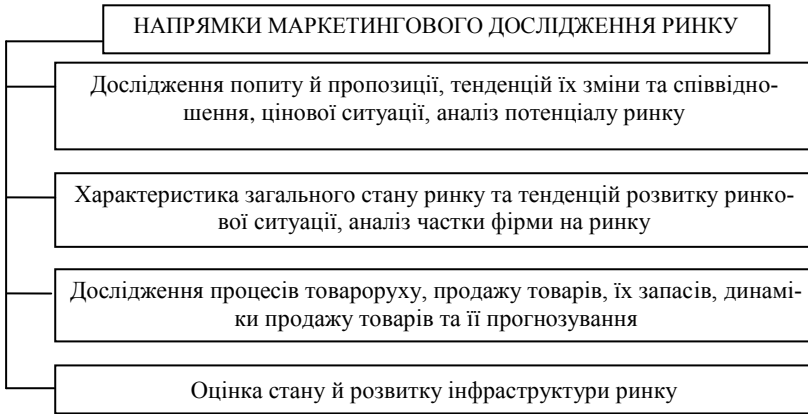 НАПРЯМКИ МАРКЕТИНГОВОГО ДОСЛІДЖЕННЯ РИНКУ
Дослідження попиту й пропозиції, тенденцій їх зміни та співвідно-
шення, цінової ситуації, аналіз потенціалу ринку
Характеристика загального стану ринку та тенденцій розвитку ринко-
вої ситуації, аналіз частки фірми на ринку
Дослідження процесів товароруху, продажу товарів, їх запасів, динамі-
ки продажу товарів та її прогнозування
Оцінка стану й розвитку інфраструктури ринку